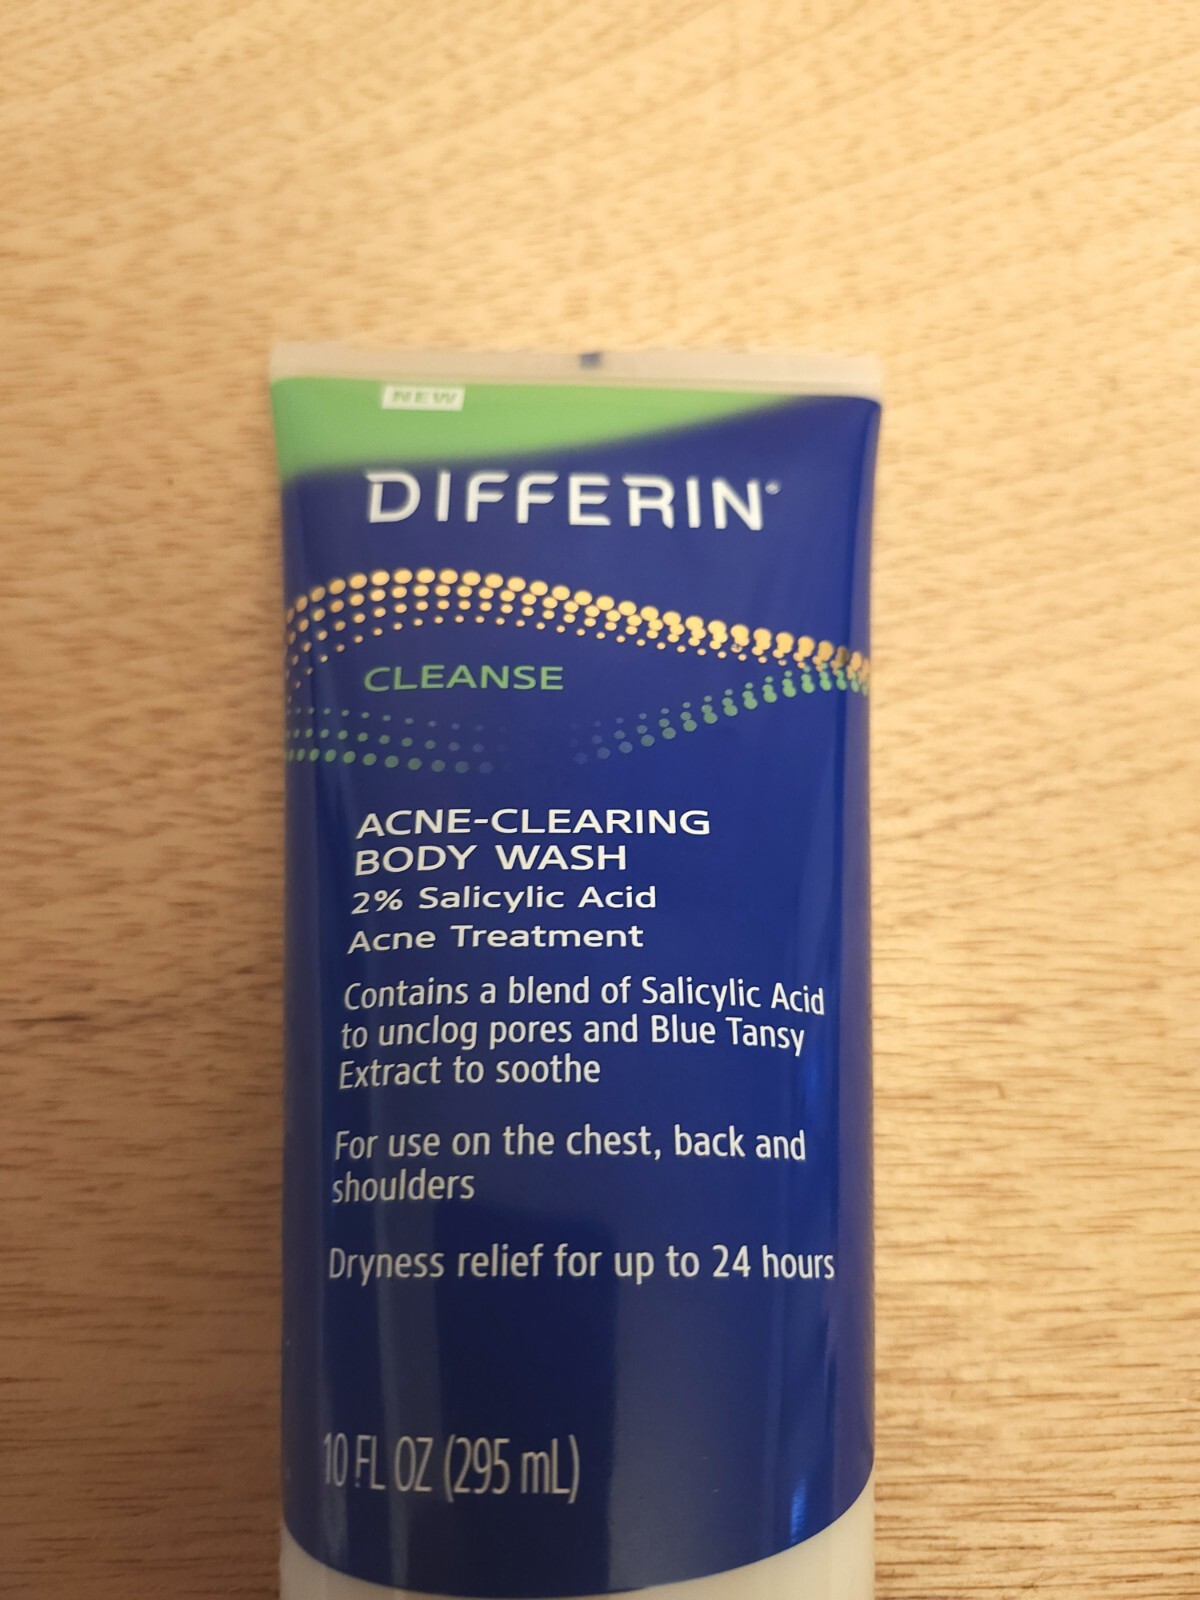 NEW
DIFFERIN®
CLEANSE
ACNE-CLEARING
BODY WASH
2% Salicylic Acid
Acne Treatment
Contains a blend of Salicylic Acid
to unclog pores and Blue Tansy
Extract to soothe
For use on the chest, back and
shoulders
Dryness relief for up to 24 hours
10 FL OZ (295 mL)